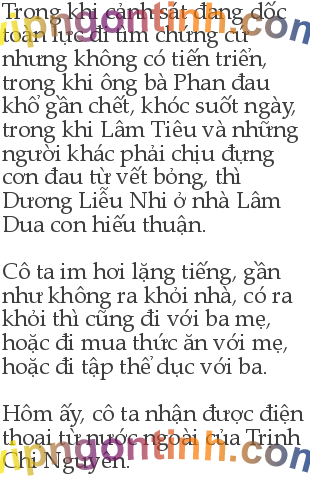 Trong khi cảnh sát đang dốc
toàn lực đi tìm chứng cứ
nhưng không có tiến triển,
trong khi ông bà Phan đau
khổ gần chết, khóc suốt ngày,
trong khi Lâm Tiêu và những
người khác phải chịu đựng
cơn đau từ vết bỏng, thì
Dương Liễu Nhi ở nhà Lâm
Dua con hiếu thuận.
Cô ta im hơi lặng tiếng, gần
như không ra khỏi nhà, có ra
khỏi thì cũng đi với ba mẹ,
hoặc đi mua thức ăn với mẹ,
hoặc đi tập thể dục với ba.
Hôm ấy, cô ta nhận được điện
thoại từ nước ngoài của Trịnh
Chi Nguyên.
vipngontinh.com
vipngontinh.com